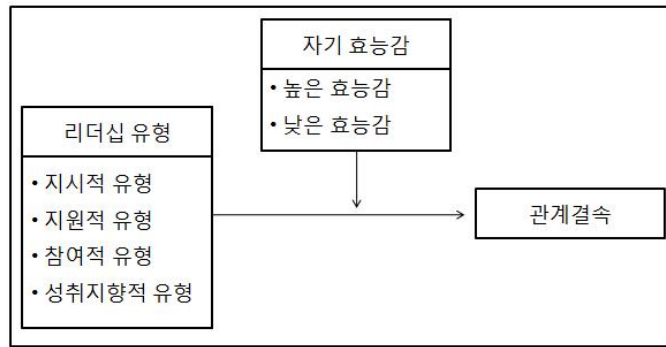 자기 효능감
• 높은 효능감
• 낮은 효능감
리더십 유형
• 지시적 유형
• 지원적 유형
• 참여적 유형
• 성취지향적 유형
관계결속